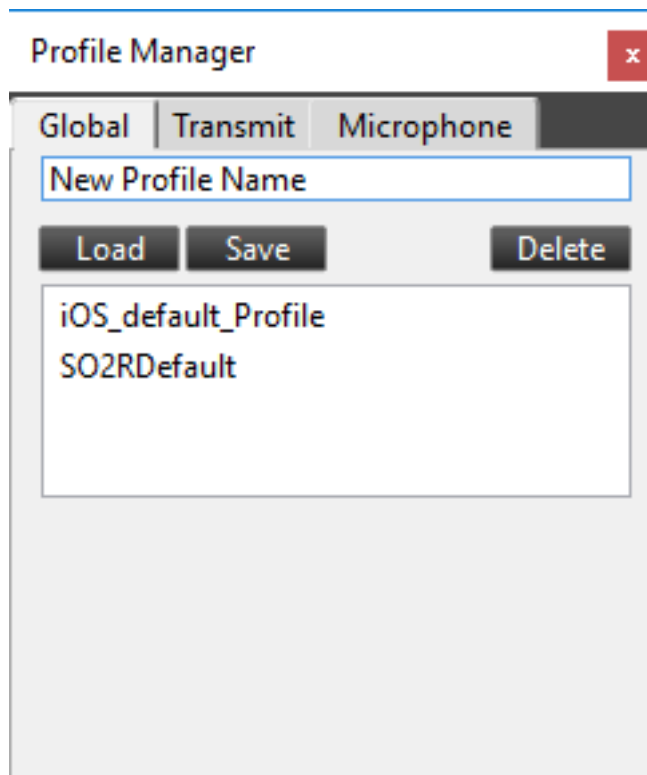 Profile Manager
x
Global Transmit Microphone
New Profile Name
Load Save Delete
iOS_default_Profile
SO2RDefault